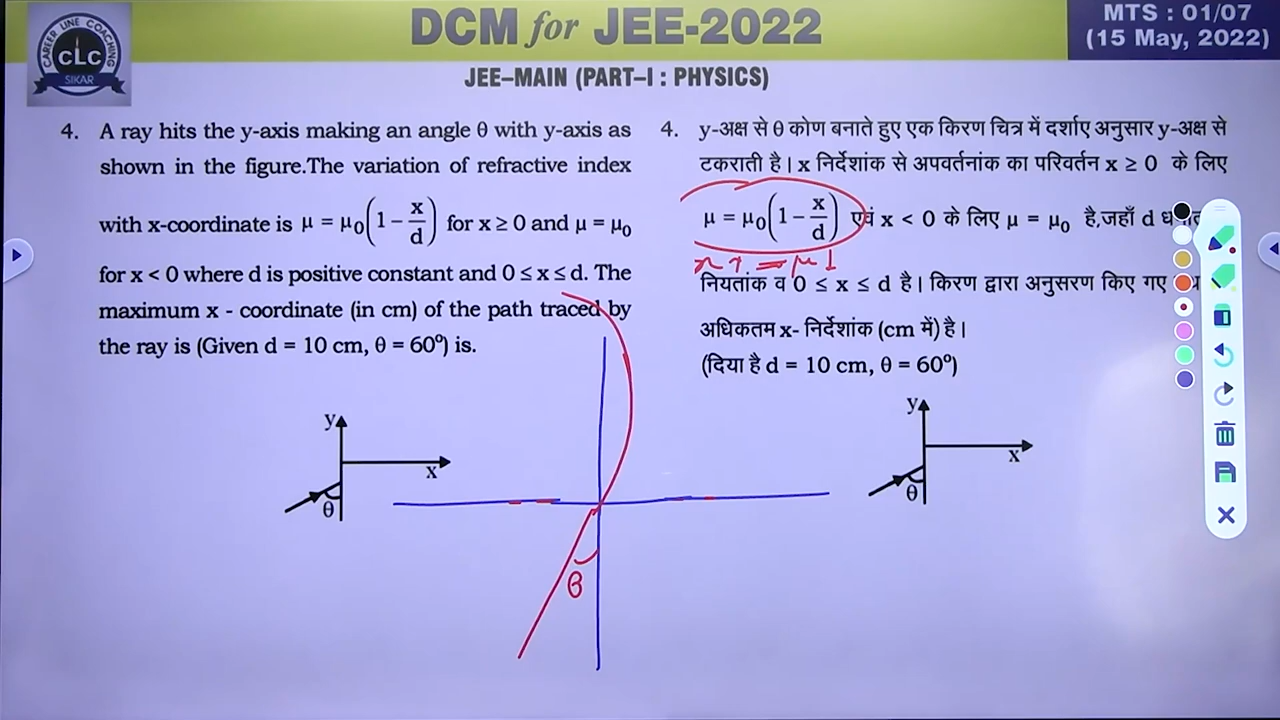 CAREER LINE COACHING
CLC
SIKAR
DCM for JEE-2022
MTS : 01/07
(15 May, 2022)
JEE–MAIN (PART–I : PHYSICS)
4. A ray hits the y-axis making an angle θ with y-axis as
shown in the figure.The variation of refractive index
with x-coordinate is μ = μ₀(1 − x/d) for x ≥ 0 and μ = μ₀
for x < 0 where d is positive constant and 0 ≤ x ≤ d. The
maximum x - coordinate (in cm) of the path traced by
the ray is (Given d = 10 cm, θ = 60⁰) is.
y
x
θ
4. y-अक्ष से θ कोण बनाते हुए एक किरण चित्र में दर्शाए अनुसार y-अक्ष से
टकराती है। x निर्देशांक से अपवर्तनांक का परिवर्तन x ≥ 0 के लिए
μ = μ₀(1 − x/d) एवं x < 0 के लिए μ = μ₀ है,जहाँ d
x ↑ ⇒ μ ↓
नियतांक व 0 ≤ x ≤ d है। किरण द्वारा अनुसरण किए गए
अधिकतम x- निर्देशांक (cm में) है।
(दिया है d = 10 cm, θ = 60⁰)
y
x
θ
θ